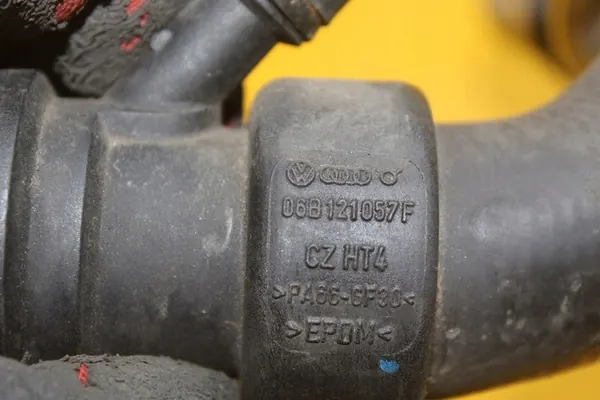 06B121057F
CZ HT4
>PA66-GF30<
>EPDM<